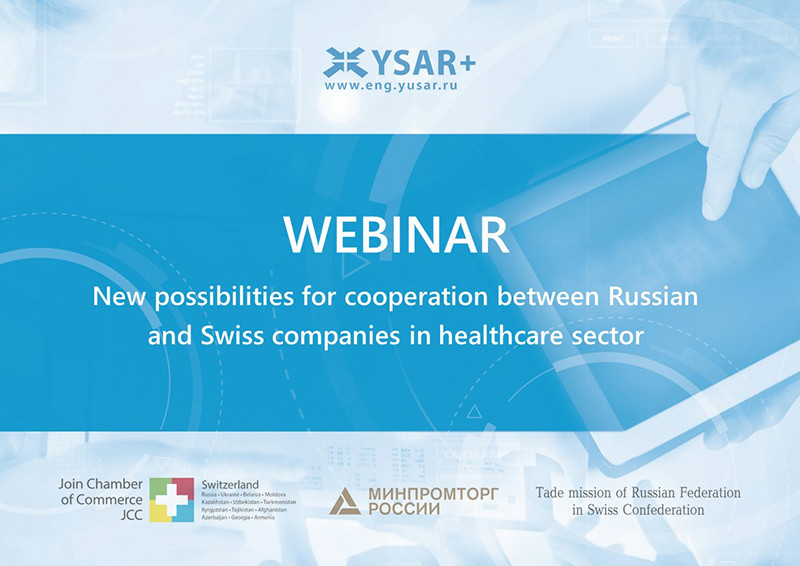 YSAR+
www.eng.yusar.ru
WEBINAR
New possibilities for cooperation between Russian
and Swiss companies in healthcare sector
Join Chamber
of Commerce
JCC
Switzerland
Russia • Ukraine • Belarus • Moldova
Kazakhstan • Uzbekistan • Turkmenistan
Kyrgyzstan • Tajikistan • Afghanistan
Azerbaijan • Georgia • Armenia
МИНПРОМТОРГ
РОССИИ
Tade mission of Russian Federation
in Swiss Confederation